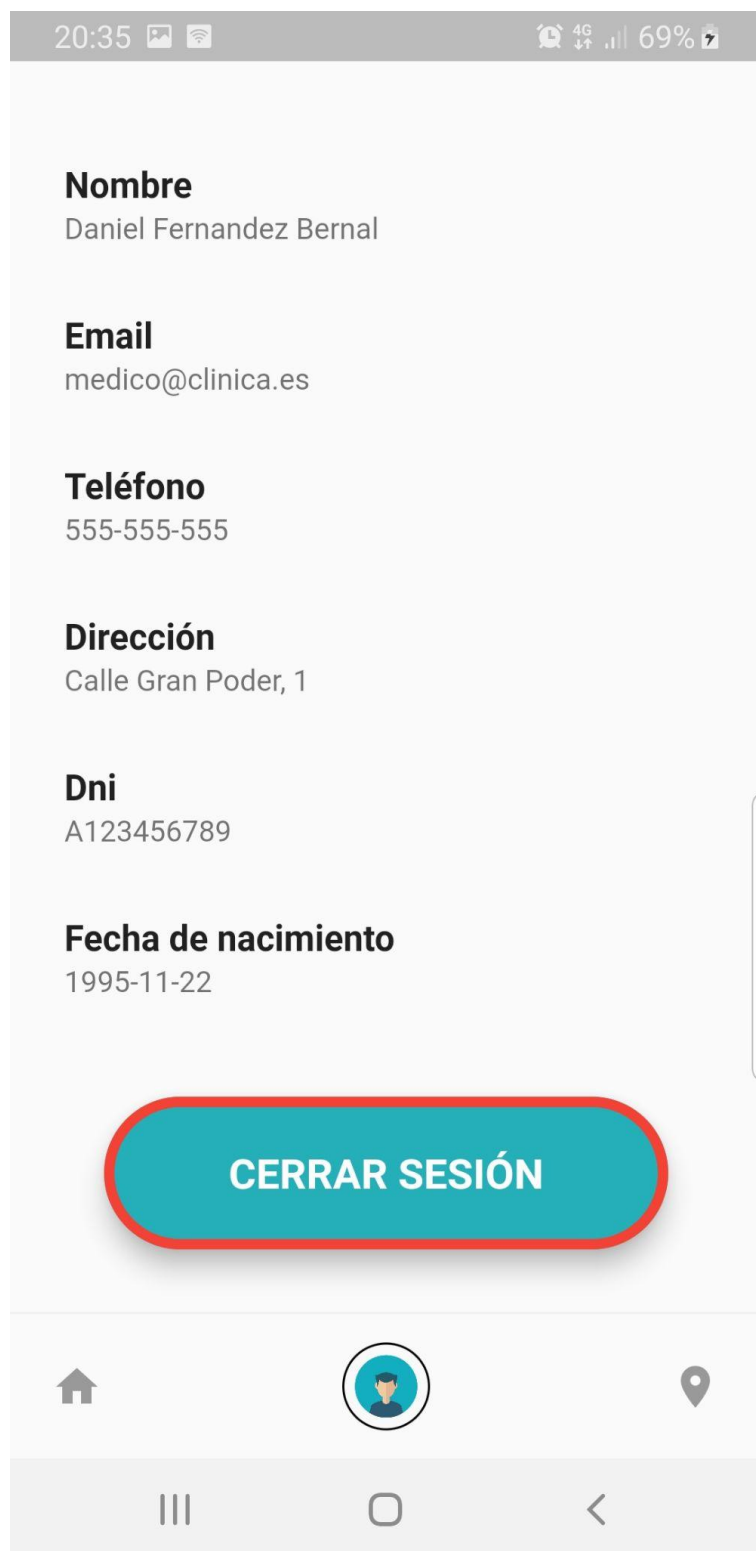 20:35 4G 69%
Nombre
Daniel Fernandez Bernal
Email
medico@clinica.es
Teléfono
555-555-555
Dirección
Calle Gran Poder, 1
Dni
A123456789
Fecha de nacimiento
1995-11-22
CERRAR SESIÓN